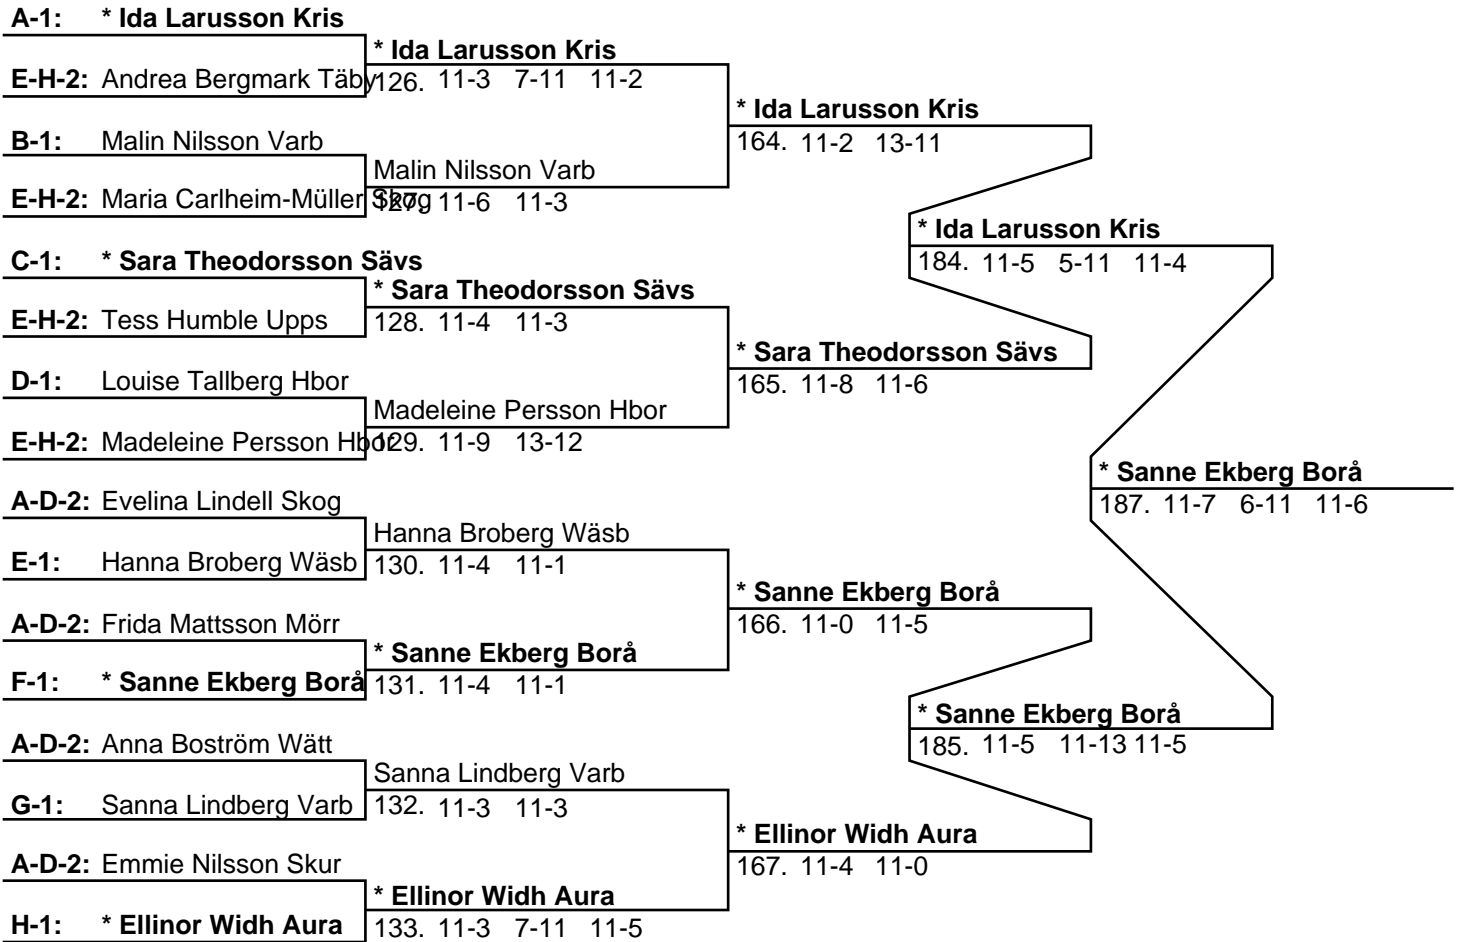 A-1: * Ida Larusson Kris
* Ida Larusson Kris
E-H-2: Andrea Bergmark Täby
126. 11-3 7-11 11-2
* Ida Larusson Kris
B-1: Malin Nilsson Varb
164. 11-2 13-11
Malin Nilsson Varb
E-H-2: Maria Carlheim-Müller Skog
127. 11-6 11-3
* Ida Larusson Kris
C-1: * Sara Theodorsson Sävs
184. 11-5 5-11 11-4
* Sara Theodorsson Sävs
E-H-2: Tess Humble Upps
128. 11-4 11-3
* Sara Theodorsson Sävs
D-1: Louise Tallberg Hbor
165. 11-8 11-6
Madeleine Persson Hbor
E-H-2: Madeleine Persson Hbor
129. 11-9 13-12
* Sanne Ekberg Borå
A-D-2: Evelina Lindell Skog
187. 11-7 6-11 11-6
Hanna Broberg Wäsb
E-1: Hanna Broberg Wäsb
130. 11-4 11-1
* Sanne Ekberg Borå
A-D-2: Frida Mattsson Mörr
166. 11-0 11-5
* Sanne Ekberg Borå
F-1: * Sanne Ekberg Borå
131. 11-4 11-1
* Sanne Ekberg Borå
A-D-2: Anna Boström Wätt
185. 11-5 11-13 11-5
Sanna Lindberg Varb
G-1: Sanna Lindberg Varb
132. 11-3 11-3
* Ellinor Widh Aura
A-D-2: Emmie Nilsson Skur
167. 11-4 11-0
* Ellinor Widh Aura
H-1: * Ellinor Widh Aura
133. 11-3 7-11 11-5